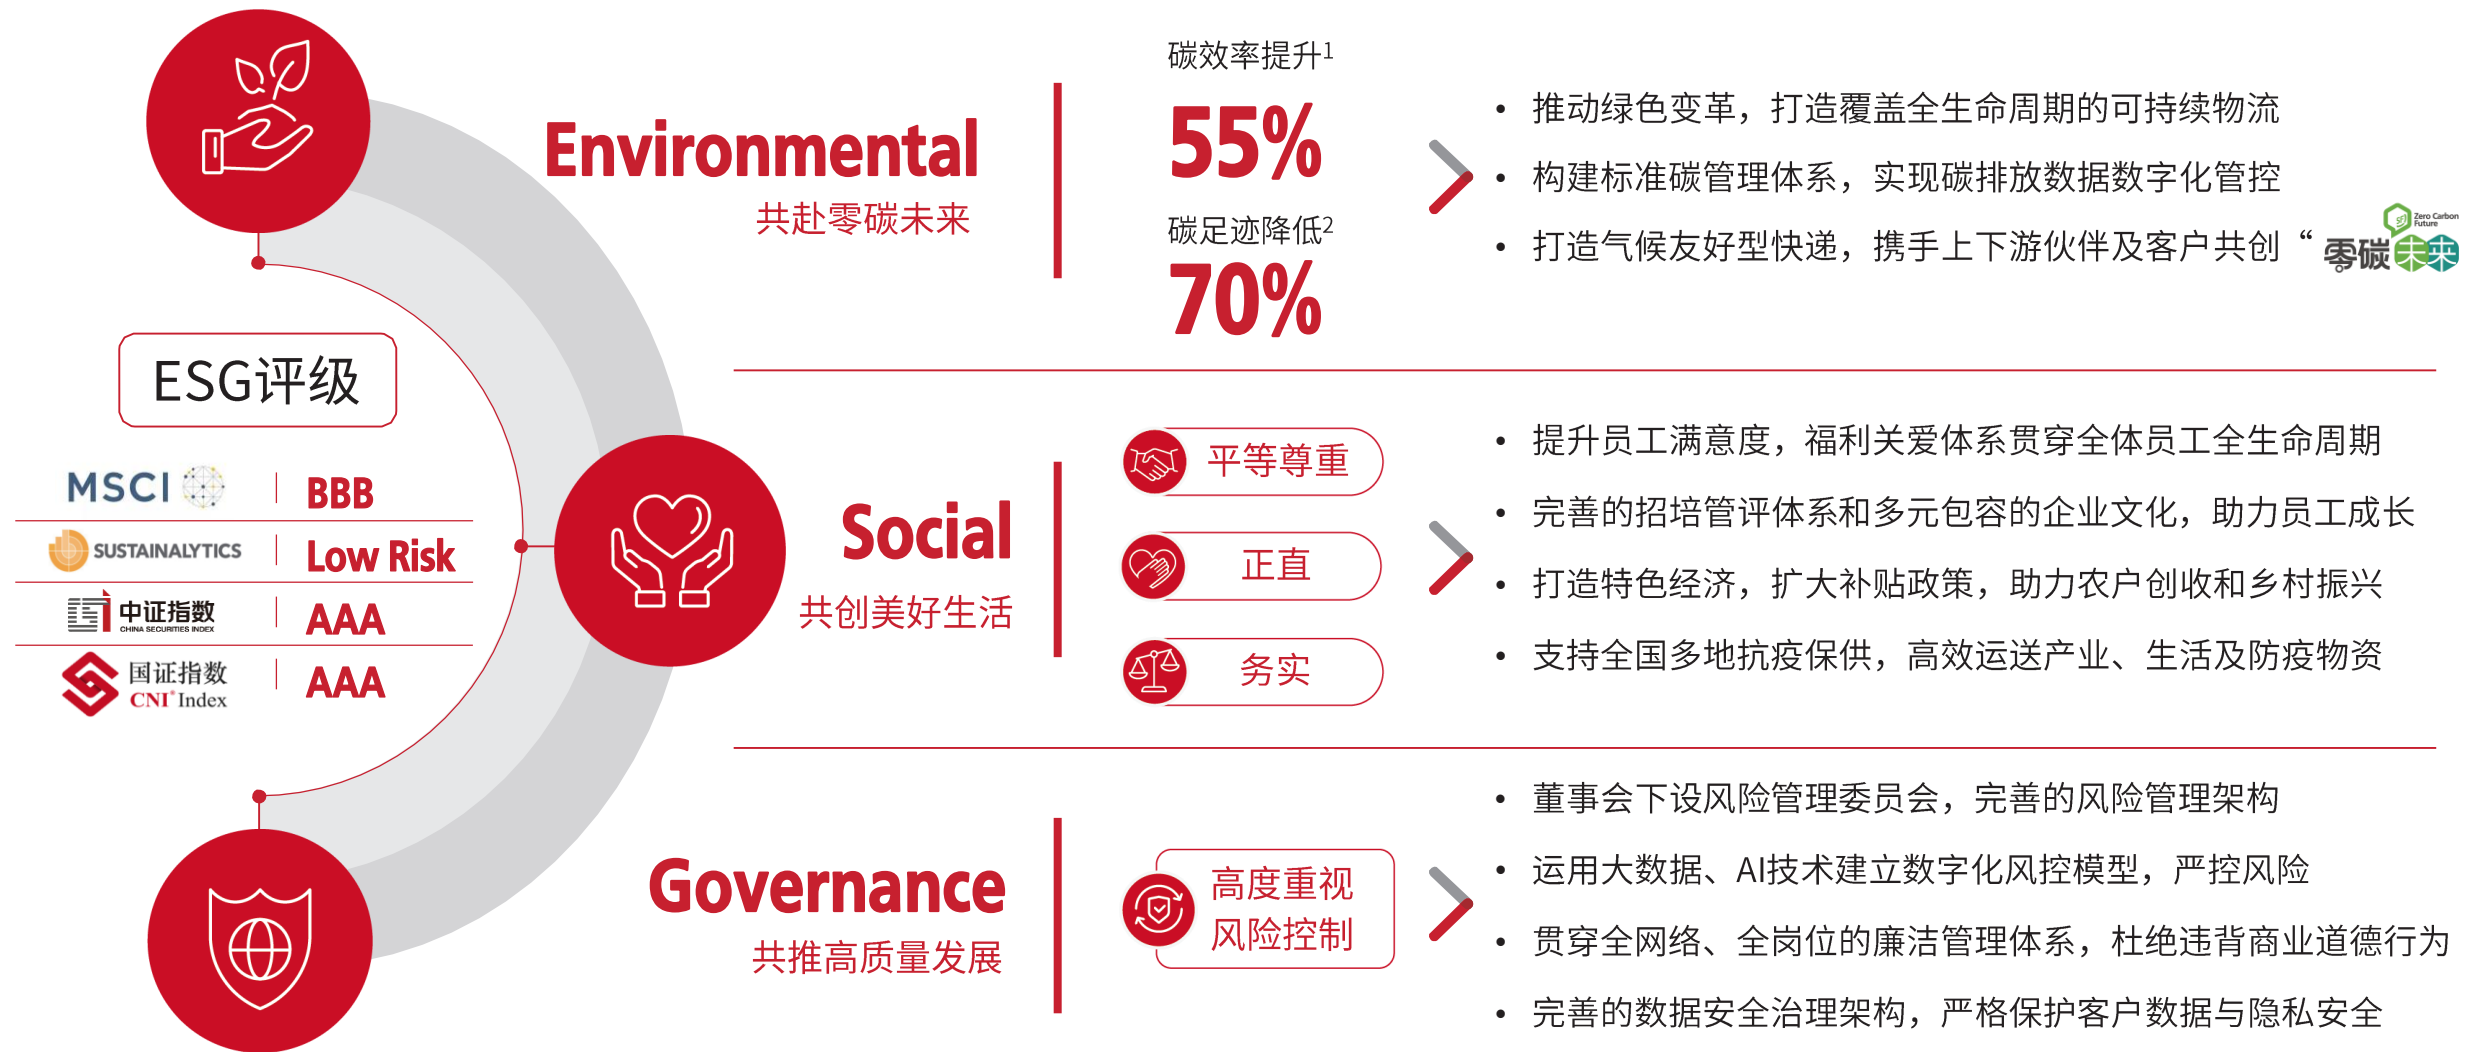 Environmental
共赴零碳未来
碳效率提升1
55%
碳足迹降低2
70%
• 推动绿色变革，打造覆盖全生命周期的可持续物流
• 构建标准碳管理体系，实现碳排放数据数字化管控
• 打造气候友好型快递，携手上下游伙伴及客户共创“
SF
Zero Carbon
Future
零碳未来
ESG评级
MSCI BBB
SUSTAINALYTICS Low Risk
中证指数 AAA
CHINA SECURITIES INDEX
国证指数 AAA
CNI Index
Social
共创美好生活
平等尊重
正直
务实
• 提升员工满意度，福利关爱体系贯穿全体员工全生命周期
• 完善的招培管评体系和多元包容的企业文化，助力员工成长
• 打造特色经济，扩大补贴政策，助力农户创收和乡村振兴
• 支持全国多地抗疫保供，高效运送产业、生活及防疫物资
Governance
共推高质量发展
高度重视
风险控制
• 董事会下设风险管理委员会，完善的风险管理架构
• 运用大数据、AI技术建立数字化风控模型，严控风险
• 贯穿全网络、全岗位的廉洁管理体系，杜绝违背商业道德行为
• 完善的数据安全治理架构，严格保护客户数据与隐私安全